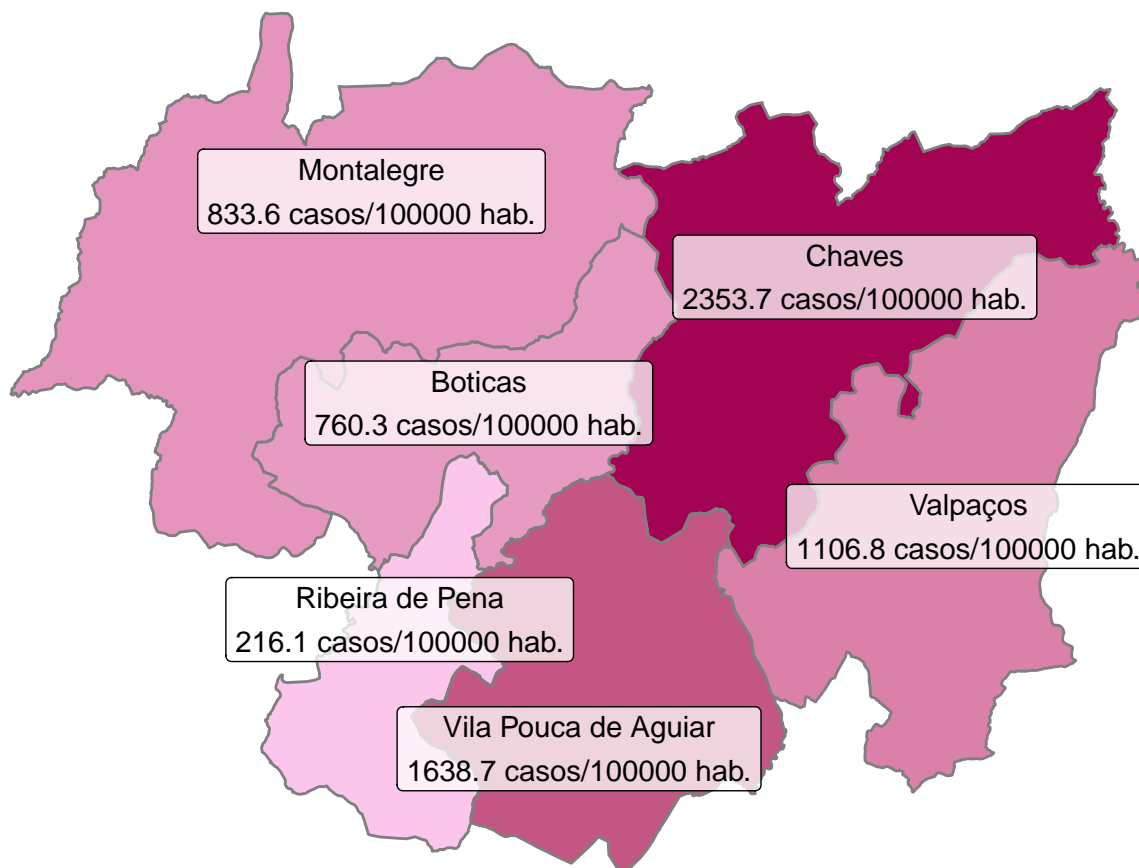 Montalegre
833.6 casos/100000 hab.
Chaves
2353.7 casos/100000 hab.
Boticas
760.3 casos/100000 hab.
Valpaços
1106.8 casos/100000 hab.
Ribeira de Pena
216.1 casos/100000 hab.
Vila Pouca de Aguiar
1638.7 casos/100000 hab.